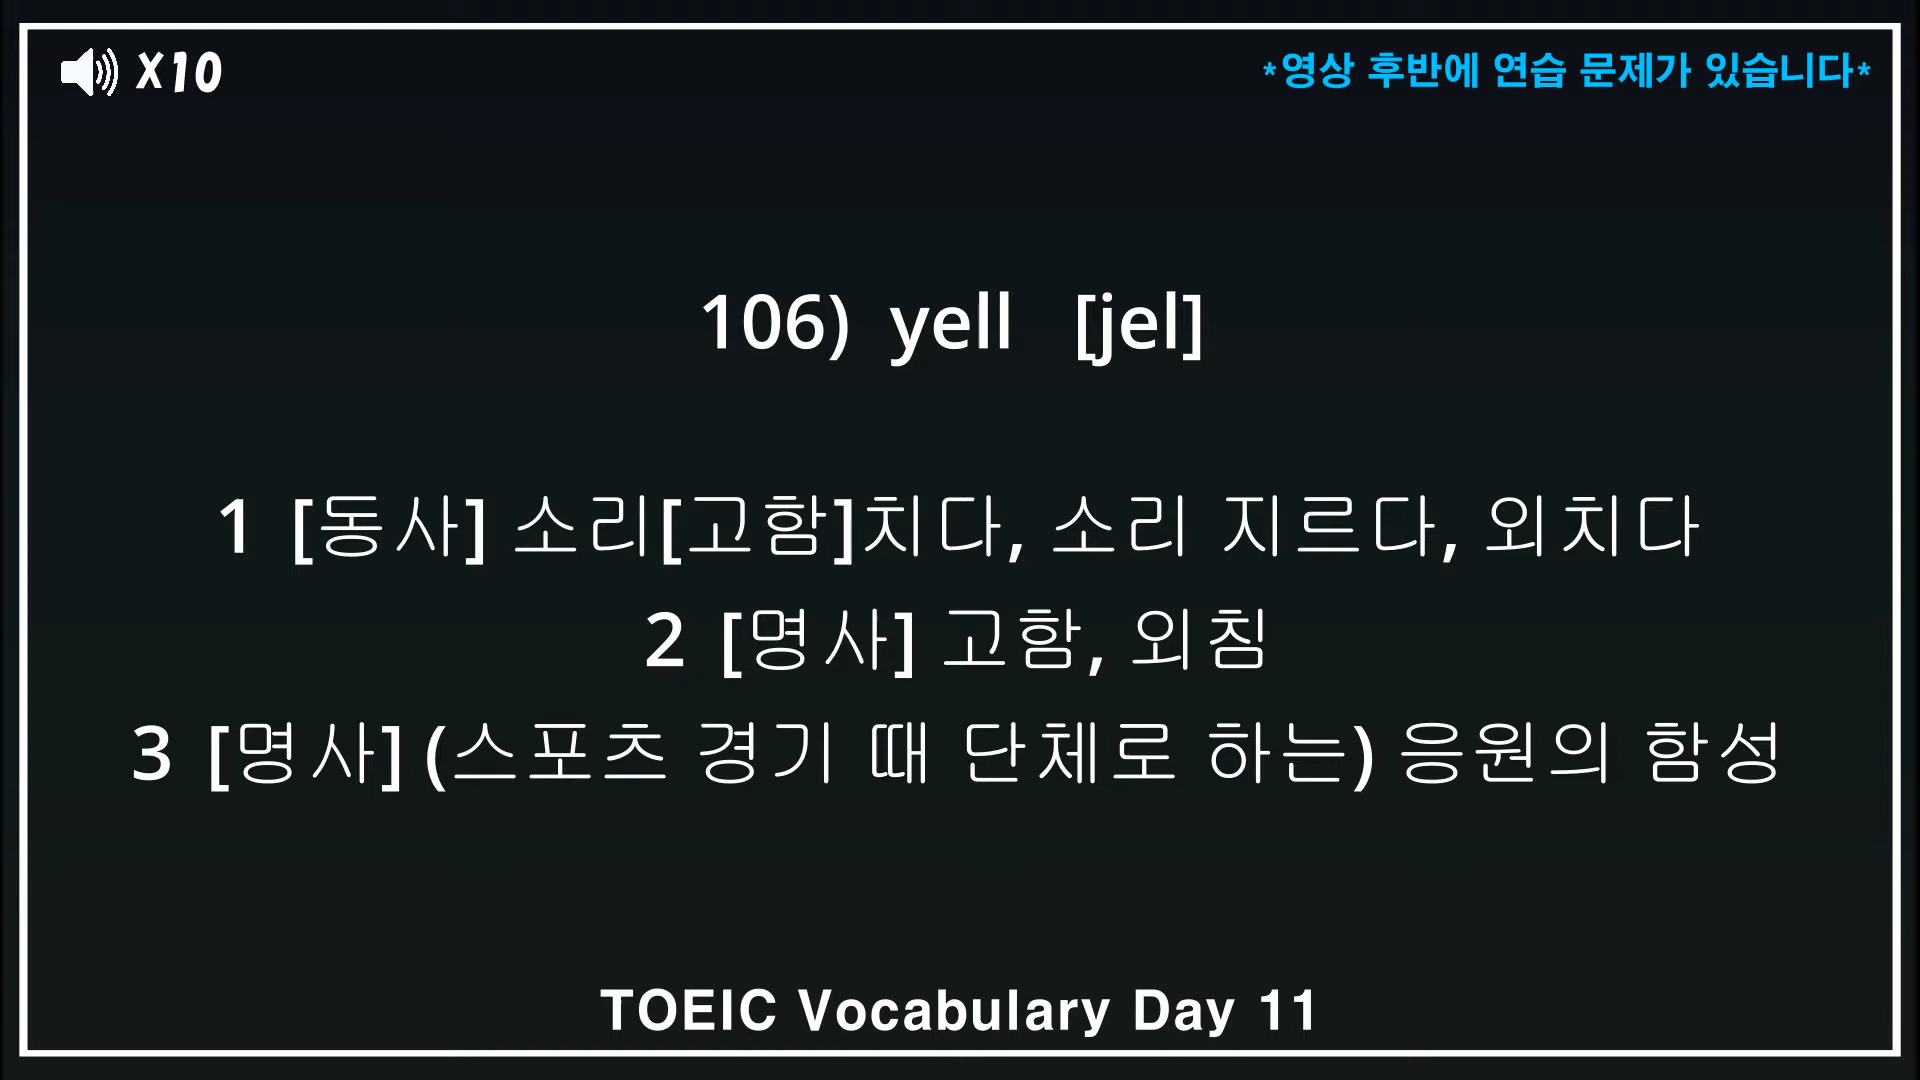 X10
*영상 후반에 연습 문제가 있습니다*
106) yell [jel]
1 [동사] 소리[고함]치다, 소리 지르다, 외치다
2 [명사] 고함, 외침
3 [명사] (스포츠 경기 때 단체로 하는) 응원의 함성
TOEIC Vocabulary Day 11